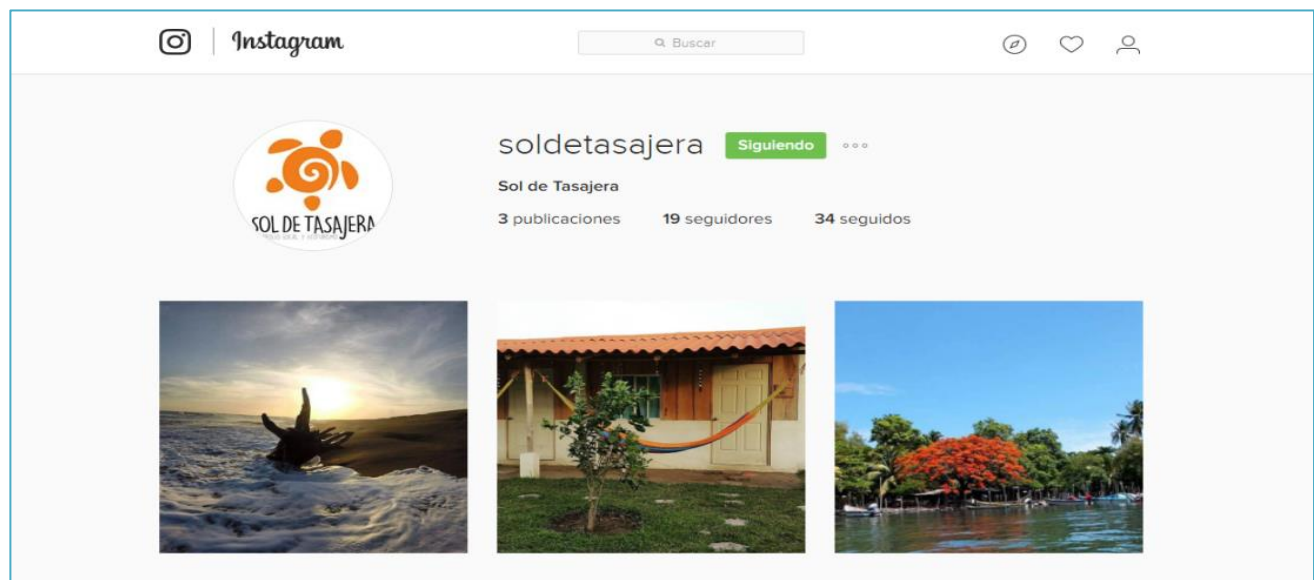 Instagram
Buscar
soldetasajera Siguiendo
Sol de Tasajera
3 publicaciones 19 seguidores 34 seguidos
SOL DE TASAJERA